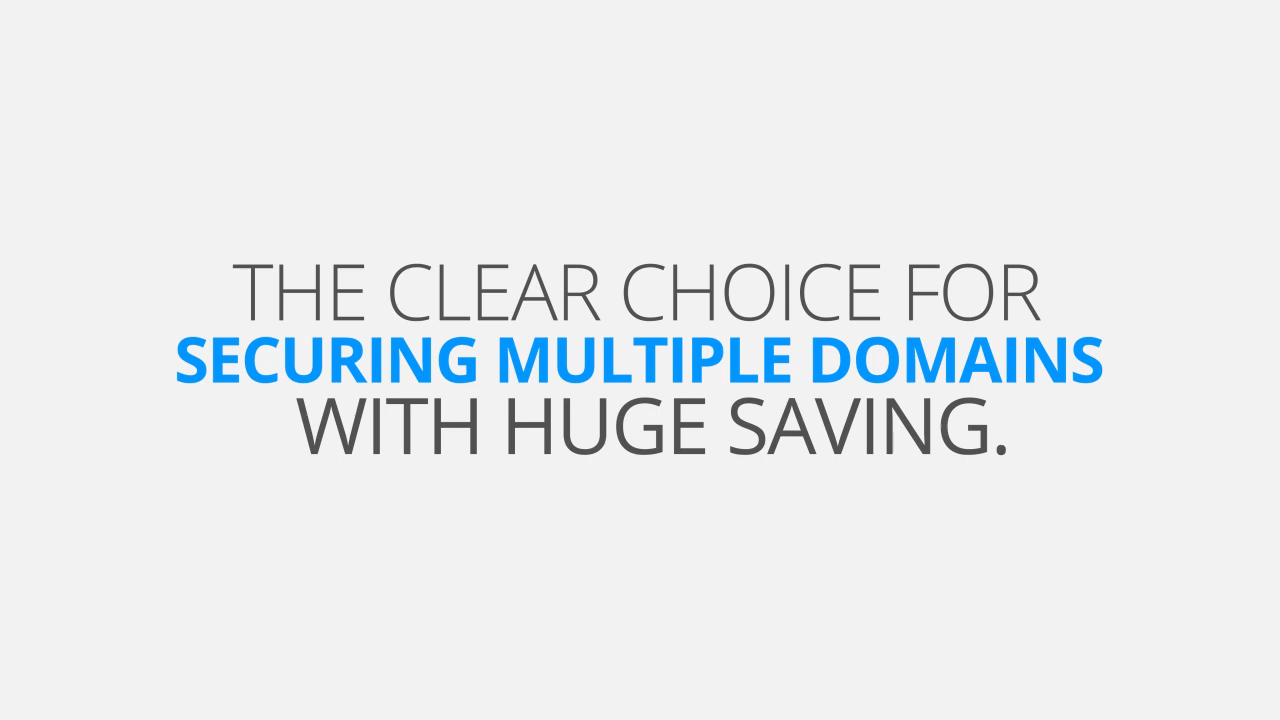 THE CLEAR CHOICE FOR
SECURING MULTIPLE DOMAINS
WITH HUGE SAVING.